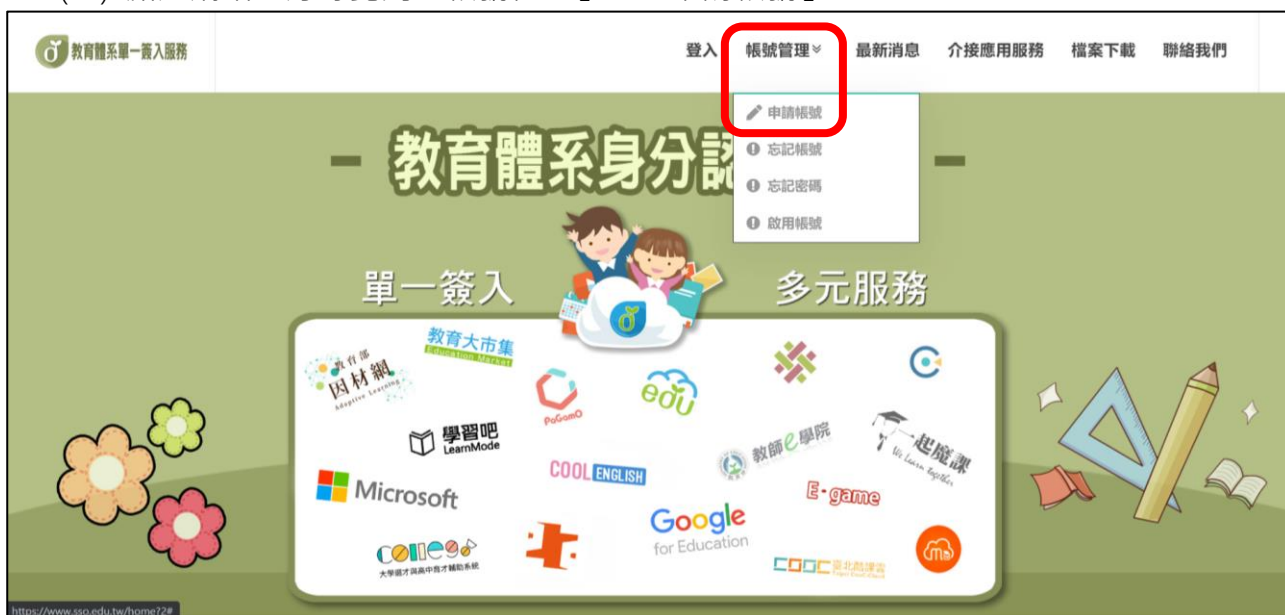 教育體系單一簽入服務
登入 帳號管理 最新消息 介接應用服務 檔案下載 聯絡我們
申請帳號
忘記帳號
忘記密碼
啟用帳號
教育體系身分認
單一簽入 多元服務
教育部
因材網
Adaptive Learning
教育大市集
Education Market
PaGamO
edu
學習吧
LearnMode
COOL ENGLISH
教師e學院
一起魔課
We Learn Together
Microsoft
Google
for Education
E-game
大學選才與高中育才輔助系統
COOC 臺北酷課雲
https://www.sso.edu.tw/home?2#